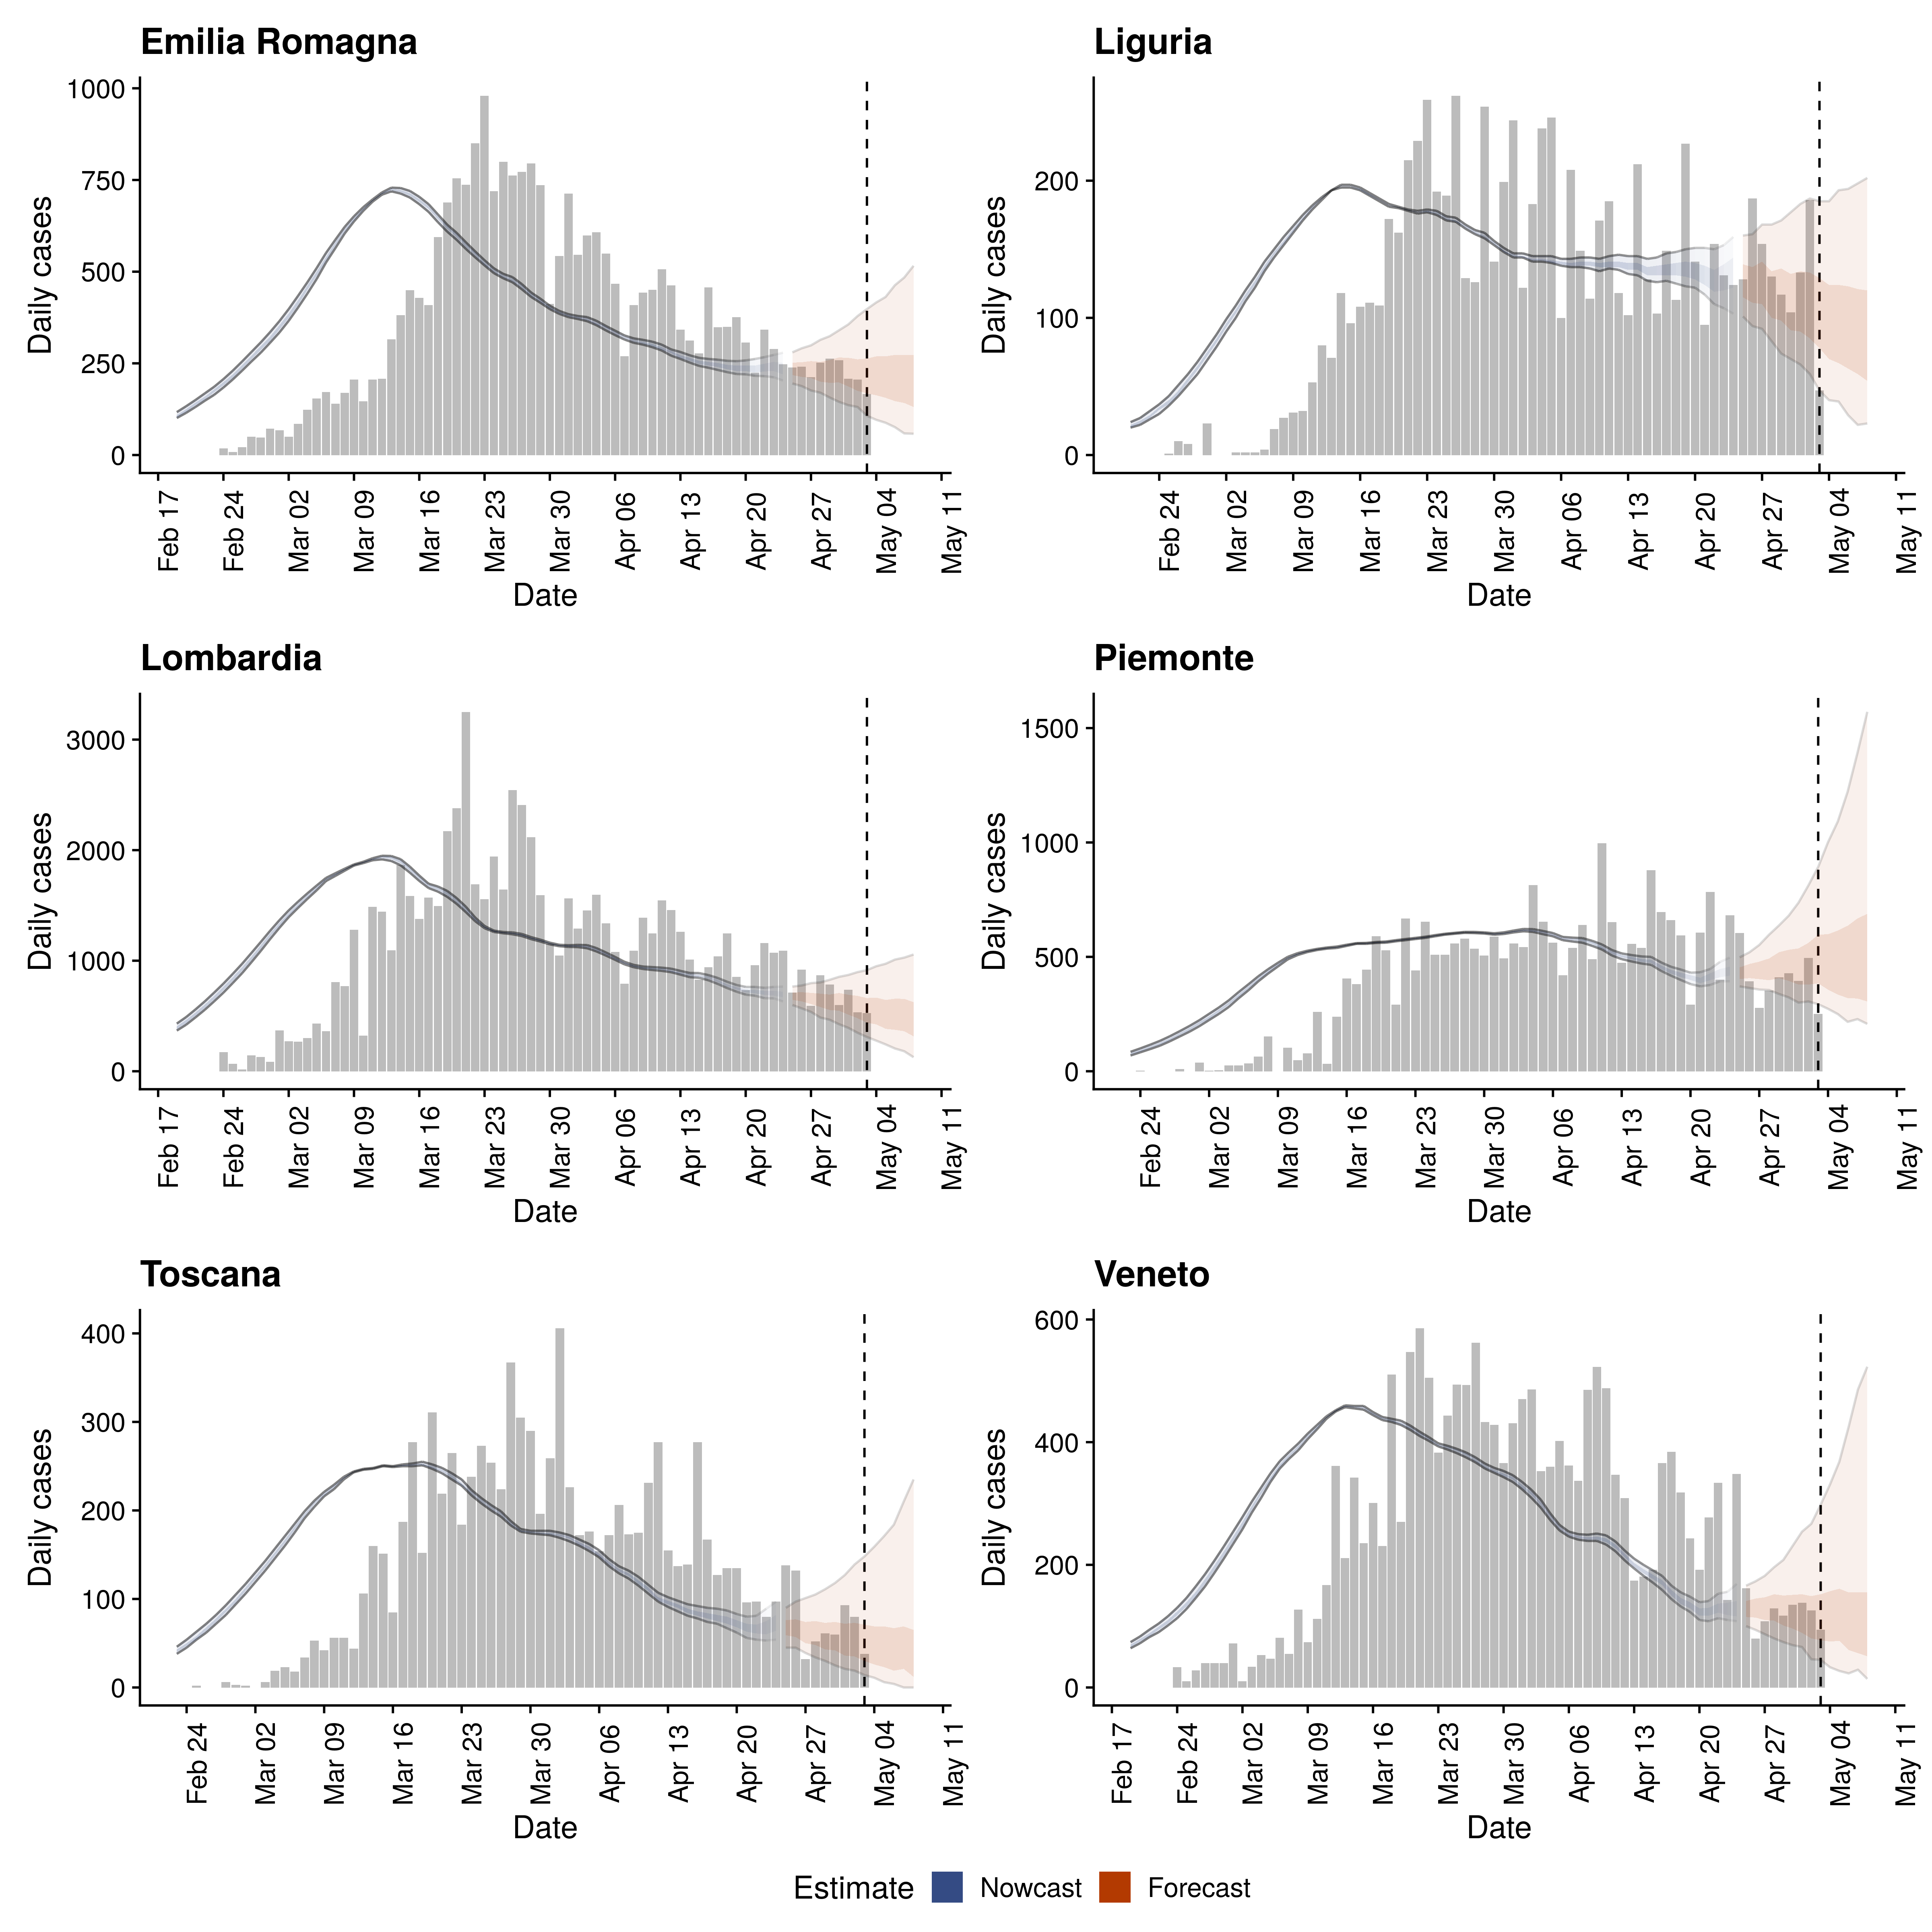 Emilia Romagna
Daily cases
1000
750
500
250
0
Feb 17
Feb 24
Mar 02
Mar 09
Mar 16
Mar 23
Mar 30
Apr 06
Apr 13
Apr 20
Apr 27
May 04
May 11
Date
Liguria
Daily cases
200
100
0
Feb 24
Mar 02
Mar 09
Mar 16
Mar 23
Mar 30
Apr 06
Apr 13
Apr 20
Apr 27
May 04
May 11
Date
Lombardia
Daily cases
3000
2000
1000
0
Feb 17
Feb 24
Mar 02
Mar 09
Mar 16
Mar 23
Mar 30
Apr 06
Apr 13
Apr 20
Apr 27
May 04
May 11
Date
Piemonte
Daily cases
1500
1000
500
0
Feb 24
Mar 02
Mar 09
Mar 16
Mar 23
Mar 30
Apr 06
Apr 13
Apr 20
Apr 27
May 04
May 11
Date
Toscana
Daily cases
400
300
200
100
0
Feb 24
Mar 02
Mar 09
Mar 16
Mar 23
Mar 30
Apr 06
Apr 13
Apr 20
Apr 27
May 04
May 11
Date
Veneto
Daily cases
600
400
200
0
Feb 17
Feb 24
Mar 02
Mar 09
Mar 16
Mar 23
Mar 30
Apr 06
Apr 13
Apr 20
Apr 27
May 04
May 11
Date
Estimate Nowcast Forecast